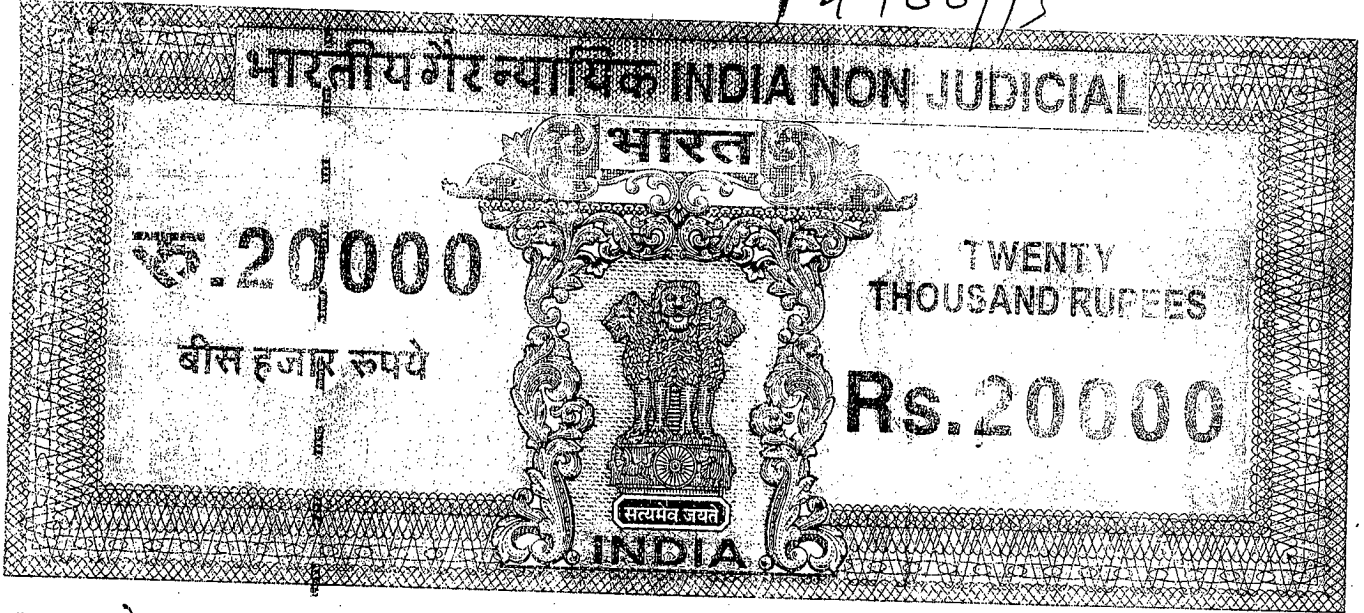 भारतीय गैर न्यायिक INDIA NON JUDICIAL
भारत
रु.20000
TWENTY
THOUSAND RUPEES
बीस हजार रुपये
Rs.20000
सत्यमेव जयते
INDIA